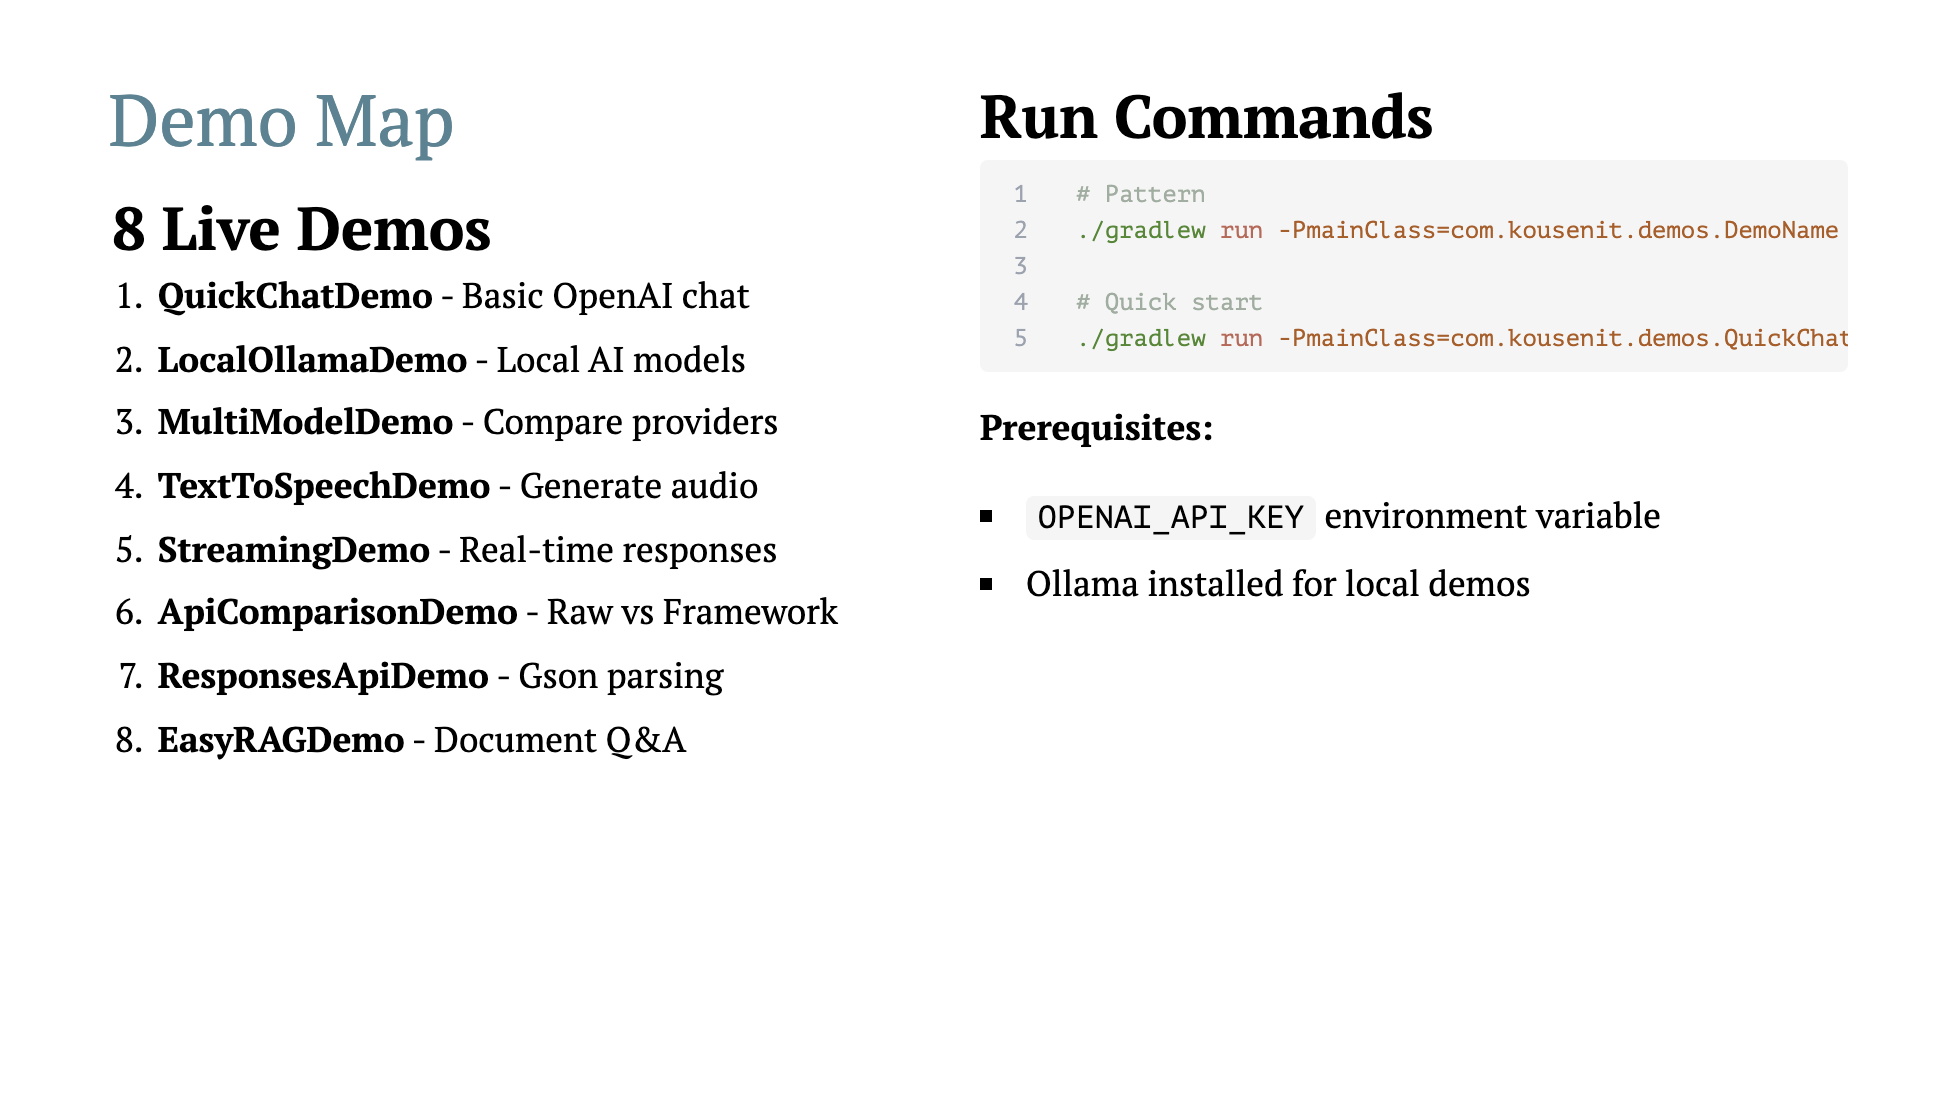 Demo Map
8 Live Demos
1. QuickChatDemo - Basic OpenAI chat
2. LocalOllamaDemo - Local AI models
3. MultiModelDemo - Compare providers
4. TextToSpeechDemo - Generate audio
5. StreamingDemo - Real-time responses
6. ApiComparisonDemo - Raw vs Framework
7. ResponsesApiDemo - Gson parsing
8. EasyRAGDemo - Document Q&A
Run Commands
1 # Pattern
2 ./gradlew run -PmainClass=com.kousenit.demos.DemoName
3
4 # Quick start
5 ./gradlew run -PmainClass=com.kousenit.demos.QuickChat
Prerequisites:
▪ OPENAI_API_KEY environment variable
▪ Ollama installed for local demos